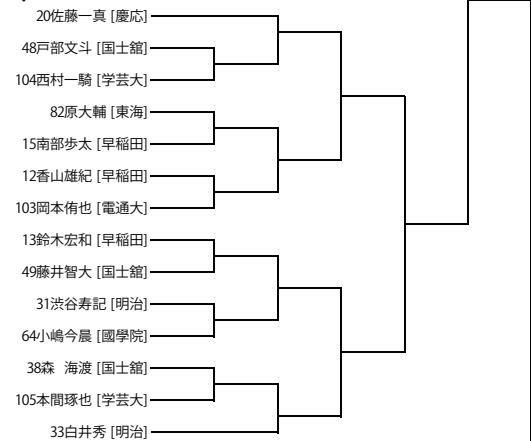 20佐藤一真 [慶応]
48戸部文斗 [国士舘]
104西村一騎 [学芸大]
82原大輔 [東海]
15南部歩太 [早稲田]
12香山雄紀 [早稲田]
103岡本侑也 [電通大]
13鈴木宏和 [早稲田]
49藤井智大 [国士舘]
31渋谷寿記 [明治]
64小嶋今晨 [國學院]
38森 海渡 [国士舘]
105本間琢也 [学芸大]
33白井秀 [明治]